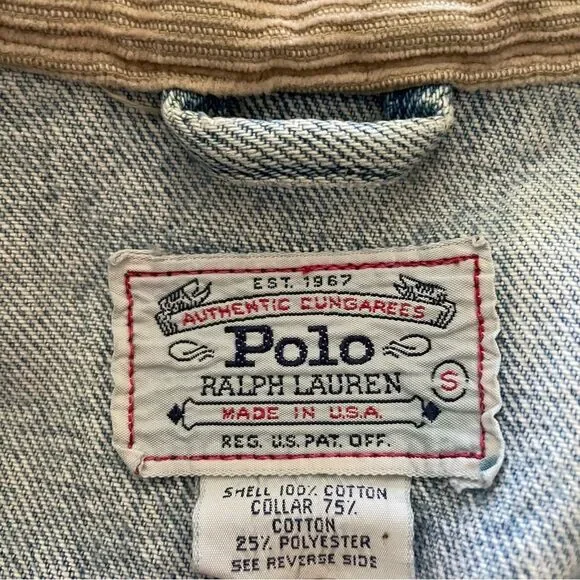 EST. 1967
AUTHENTIC DUNGAREES
Polo
RALPH LAUREN
S
MADE IN U.S.A.
REG. U.S. PAT. OFF.
SHELL 100% COTTON
COLLAR 75%
COTTON
25% POLYESTER
SEE REVERSE SIDE